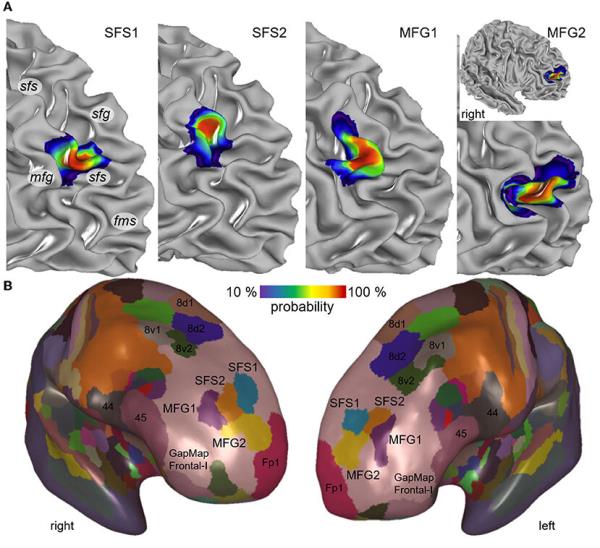 A
SFS1
SFS2
MFG1
MFG2
sfs
sfg
mfg
sfs
fms
right
B
10 %
100 %
probability
8d1
8v1
8d2
8v2
SFS1
SFS2
MFG1
44
45
MFG2
GapMap
Frontal-I
Fp1
right
8d1
8v1
8d2
8v2
SFS1
SFS2
MFG1
44
45
MFG2
GapMap
Frontal-I
Fp1
left